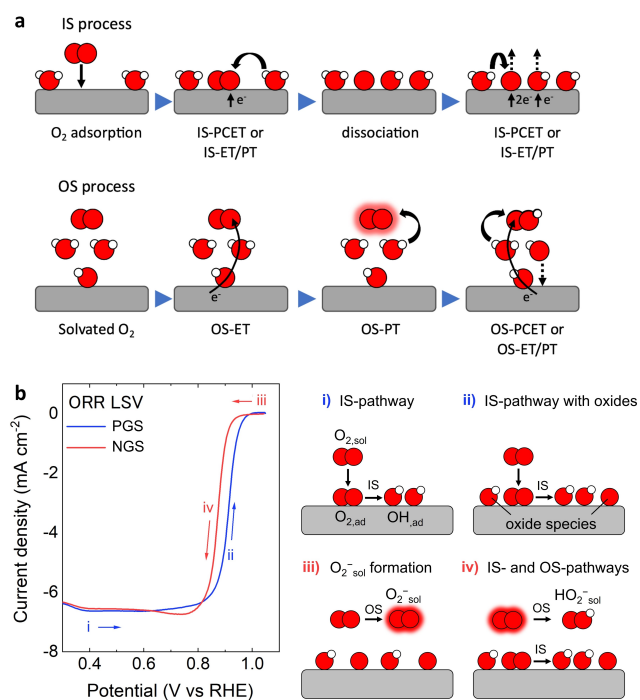 a
IS process
e-
2e-
e-
O2 adsorption
IS-PCET or
IS-ET/PT
dissociation
IS-PCET or
IS-ET/PT
OS process
e-
e-
Solvated O2
OS-ET
OS-PT
OS-PCET or
OS-ET/PT
b
ORR LSV
PGS
NGS
iii
iv
ii
i
0
-2
-4
-6
-8
0.4
0.6
0.8
1.0
Current density (mA cm-2)
Potential (V vs RHE)
i) IS-pathway
O2,sol
IS
O2,ad
OH,ad
ii) IS-pathway with oxides
IS
oxide species
iii) O2−sol formation
O2−sol
OS
iv) IS- and OS-pathways
HO2−sol
OS
IS